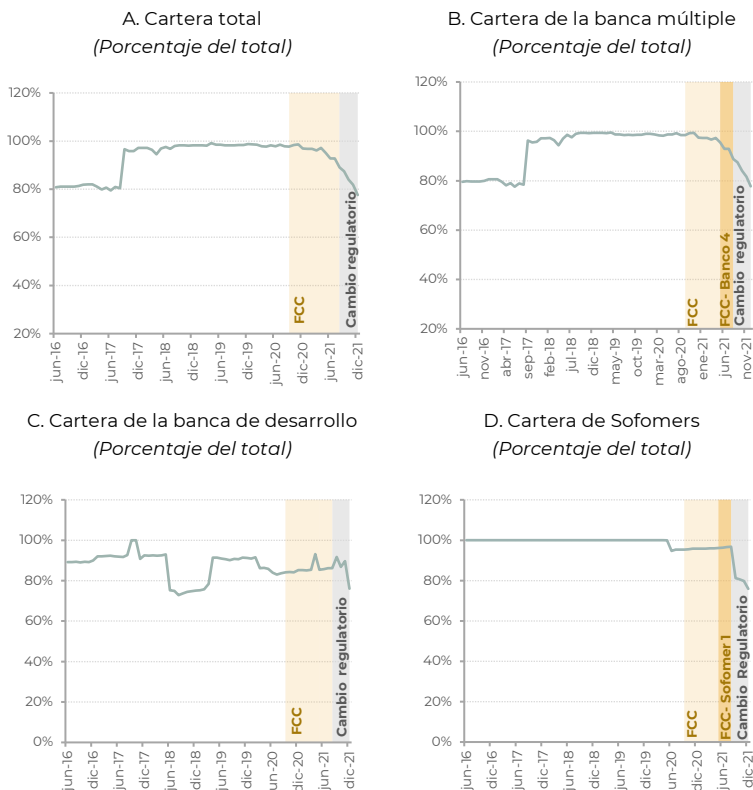 A. Cartera total
(Porcentaje del total)
120%
100%
80%
60%
40%
20%
FCC
Cambio regulatorio
jun-16
dic-16
jun-17
dic-17
jun-18
dic-18
jun-19
dic-19
jun-20
dic-20
jun-21
dic-21
B. Cartera de la banca múltiple
(Porcentaje del total)
120%
100%
80%
60%
40%
20%
FCC
FCC- Banco 4
Cambio regulatorio
jun-16
nov-16
abr-17
sep-17
feb-18
jul-18
dic-18
may-19
oct-19
mar-20
ago-20
ene-21
jun-21
nov-21
C. Cartera de la banca de desarrollo
(Porcentaje del total)
120%
100%
80%
60%
40%
20%
0%
FCC
Cambio regulatorio
jun-16
dic-16
jun-17
dic-17
jun-18
dic-18
jun-19
dic-19
jun-20
dic-20
jun-21
dic-21
D. Cartera de Sofomers
(Porcentaje del total)
120%
100%
80%
60%
40%
20%
0%
FCC
FCC- Sofomer 1
Cambio Regulatorio
jun-16
dic-16
jun-17
dic-17
jun-18
dic-18
jun-19
dic-19
jun-20
dic-20
jun-21
dic-21